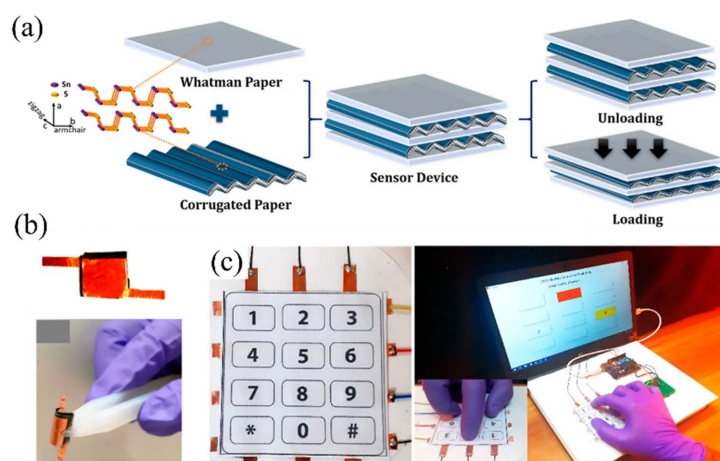 (a)
Whatman Paper
Sn
S
zigzag
a
b
c
armchair
Corrugated Paper
Sensor Device
Unloading
Loading
(b)
(c)
1 2 3
4 5 6
7 8 9
* 0 #